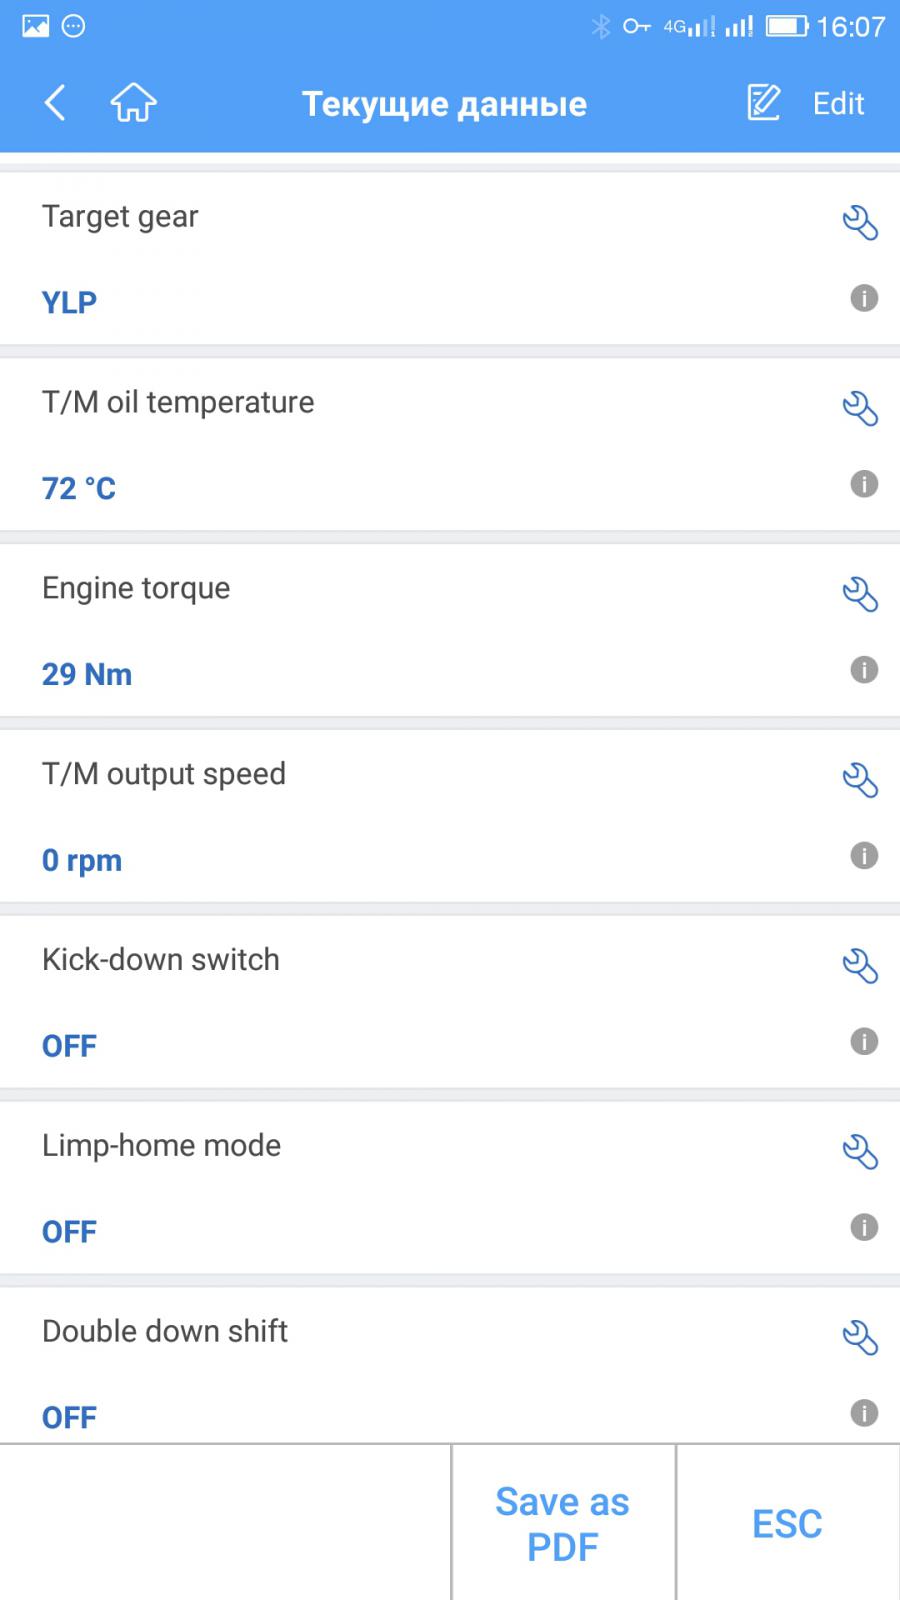 4G 16:07
Текущие данные Edit
Target gear
YLP
T/M oil temperature
72 °C
Engine torque
29 Nm
T/M output speed
0 rpm
Kick-down switch
OFF
Limp-home mode
OFF
Double down shift
OFF
Save as
PDF
ESC